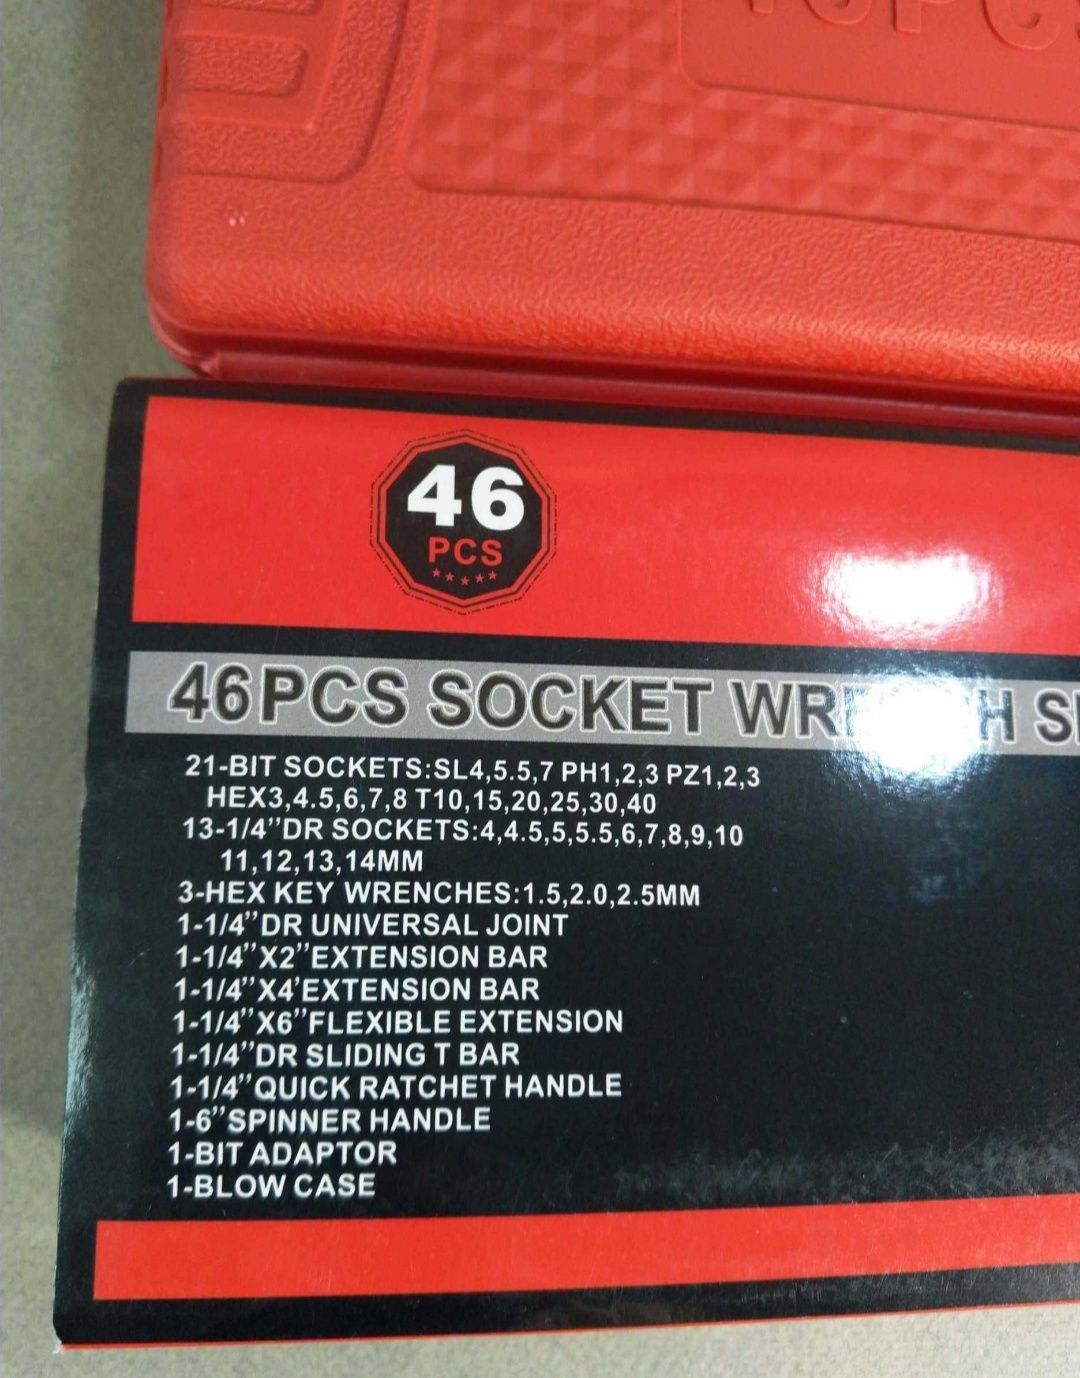 46
PCS
46PCS SOCKET
21-BIT SOCKETS:SL4,5.5,7 PH1,2,3 PZ1,2,3
HEX3,4.5,6,7,8 T10,15,20,25,30,40
13-1/4"DR SOCKETS:4,4.5,5,5.5,6,7,8,9,10
11,12,13,14MM
3-HEX KEY WRENCHES:1.5,2.0,2.5MM
1-1/4"DR UNIVERSAL JOINT
1-1/4"X2"EXTENSION BAR
1-1/4"X4'EXTENSION BAR
1-1/4"X6"FLEXIBLE EXTENSION
1-1/4"DR SLIDING T BAR
1-1/4"QUICK RATCHET HANDLE
1-6"SPINNER HANDLE
1-BIT ADAPTOR
1-BLOW CASE